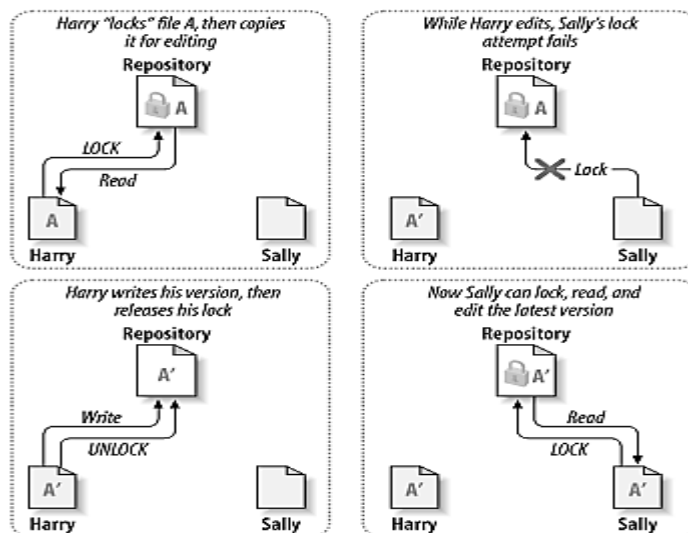 Harry “locks” file A, then copies
it for editing
Repository
A
LOCK
Read
A
Harry
Sally
While Harry edits, Sally’s lock
attempt fails
Repository
A
Lock
A’
Harry
Sally
Harry writes his version, then
releases his lock
Repository
A’
Write
UNLOCK
A’
Harry
Sally
Now Sally can lock, read, and
edit the latest version
Repository
A’
Read
LOCK
A’
Harry
A’
Sally